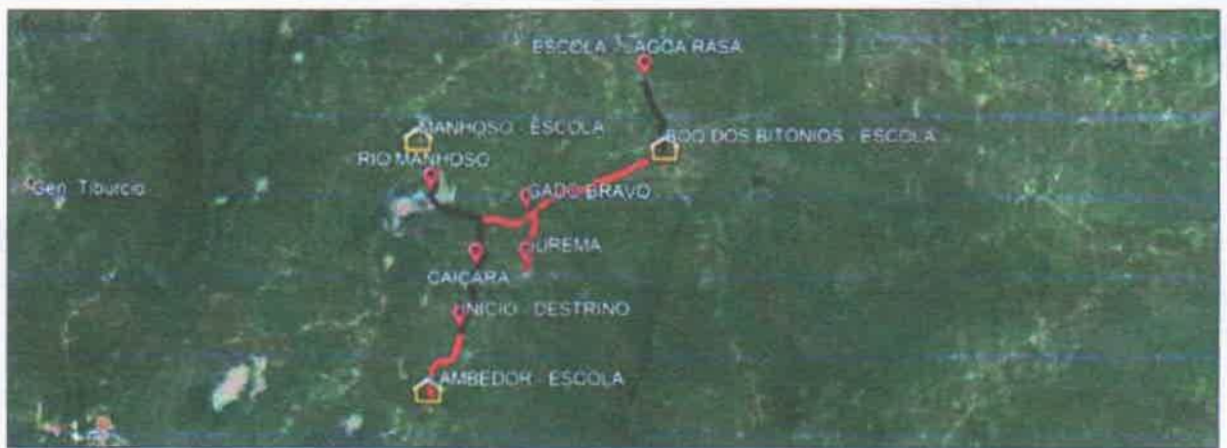 ESCOLA - LAGOA RASA
MANHOSO - ESCOLA
BOQ DOS BITONIOS - ESCOLA
RIO MANHOSO
Gen. Tiburcio
GADO BRAVO
JUREMA
CAICARA
INICIO - DESTRINO
LAMBEDOR - ESCOLA